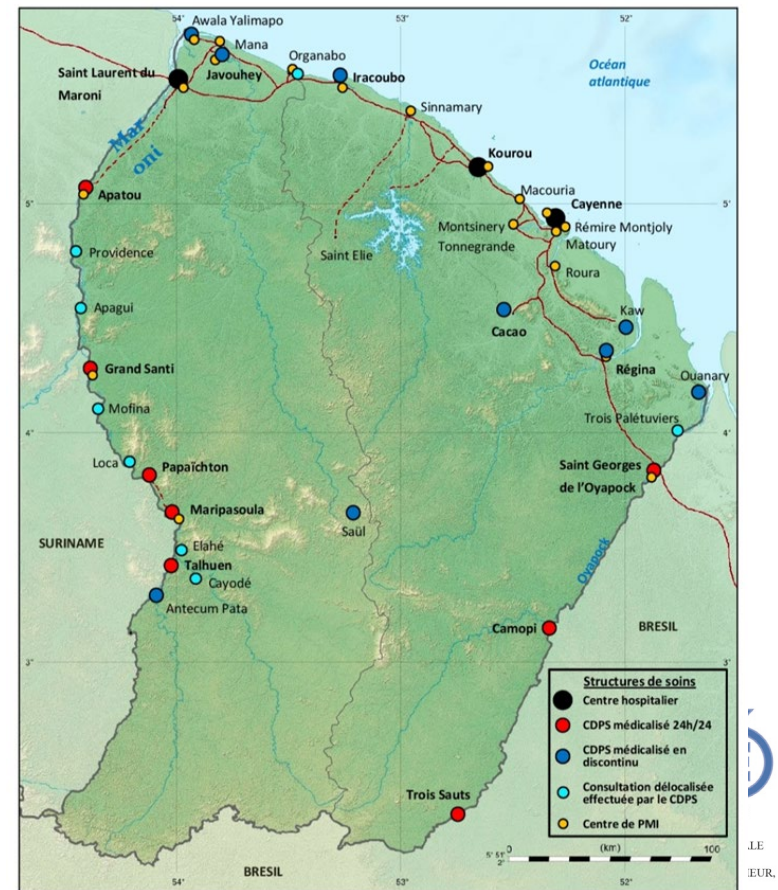 54'
53'
52'
Awala Yalimapo
Mana
Organabo
Océan
atlantique
Saint Laurent du
Maroni
Javouhey
Iracoubo
Sinnamary
Mar
oni
Kourou
5'
Apatou
Macouria
Cayenne
Montsinery
Tonnegrande
Rémire Montjoly
Matoury
Saint Elie
Providence
Roura
Apagui
Kaw
Cacao
Grand Santi
Régina
Ouanary
Mofina
Trois Palétuviers
4'
4'
Loca
Papaïchton
Saint Georges
de l'Oyapock
Maripasoula
Saül
SURINAME
Elahé
Talhuen
Cayodé
Oyapock
Antecum Pata
Camopi
BRESIL
3'
3'
Structures de soins
Centre hospitalier
CDPS médicalisé 24h/24
CDPS médicalisé en
discontinu
Consultation délocalisée
effectuée par le CDPS
Centre de PMI
Trois Sauts
0
(km)
100
BRESIL
54'
53'
52'
LLE
IEUR,